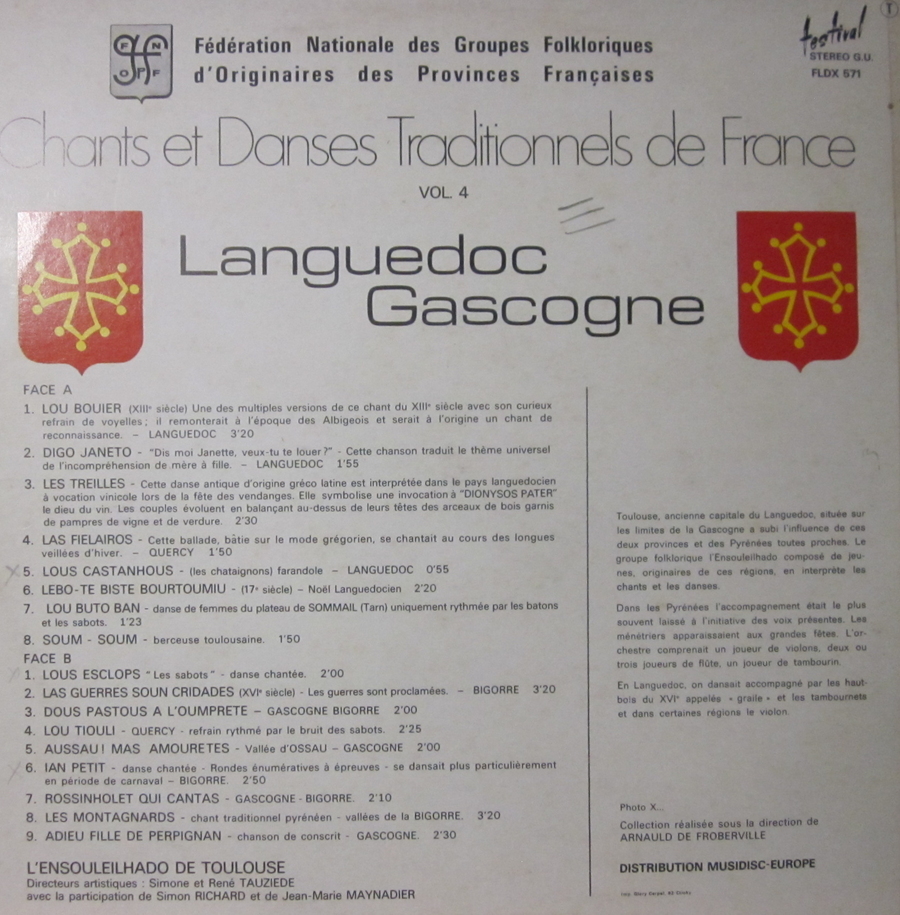 F N
O P F
Fédération Nationale des Groupes Folkloriques
d'Originaires des Provinces Françaises
festival
T
STEREO G.U.
FLDX 571
Chants et Danses Traditionnels de France
VOL. 4
Languedoc
Gascogne
FACE A
1. LOU BOUIER (XIIIe siècle) Une des multiples versions de ce chant du XIIIe siècle avec son curieux
refrain de voyelles; il remonterait à l'époque des Albigeois et serait à l'origine un chant de
reconnaissance. – LANGUEDOC 3'20
2. DIGO JANETO - "Dis moi Janette, veux-tu te louer?" - Cette chanson traduit le thème universel
de l'incompréhension de mère à fille. – LANGUEDOC 1'55
3. LES TREILLES - Cette danse antique d'origine gréco latine est interprétée dans le pays languedocien
à vocation vinicole lors de la fête des vendanges. Elle symbolise une invocation à "DIONYSOS PATER"
le dieu du vin. Les couples évoluent en balançant au-dessus de leurs têtes des arceaux de bois garnis
de pampres de vigne et de verdure. 2'30
4. LAS FIELAIROS - Cette ballade, bâtie sur le mode grégorien, se chantait au cours des longues
veillées d'hiver. – QUERCY 1'50
5. LOUS CASTANHOUS - (les chataignons) farandole – LANGUEDOC 0'55
6. LEBO-TE BISTE BOURTOUMIU - (17e siècle) – Noël Languedocien 2'20
7. LOU BUTO BAN - danse de femmes du plateau de SOMMAIL (Tarn) uniquement rythmée par les batons
et les sabots. 1'23
8. SOUM - SOUM - berceuse toulousaine. 1'50
FACE B
1. LOUS ESCLOPS "Les sabots" - danse chantée. 2'00
2. LAS GUERRES SOUN CRIDADES (XVIe siècle) - Les guerres sont proclamées. – BIGORRE 3'20
3. DOUS PASTOUS A L'OUMPRETE – GASCOGNE BIGORRE 2'00
4. LOU TIOULI - QUERCY - refrain rythmé par le bruit des sabots. 2'25
5. AUSSAU! MAS AMOURETES - Vallée d'OSSAU – GASCOGNE 2'00
6. IAN PETIT - danse chantée - Rondes énumératives à épreuves - se dansait plus particulièrement
en période de carnaval – BIGORRE. 2'50
7. ROSSINHOLET QUI CANTAS - GASCOGNE - BIGORRE. 2'10
8. LES MONTAGNARDS - chant traditionnel pyrénéen - vallées de la BIGORRE. 3'20
9. ADIEU FILLE DE PERPIGNAN - chanson de conscrit - GASCOGNE. 2'30
L'ENSOULEILHADO DE TOULOUSE
Directeurs artistiques : Simone et René TAUZIEDE
avec la participation de Simon RICHARD et de Jean-Marie MAYNADIER
Toulouse, ancienne capitale du Languedoc, située sur
les limites de la Gascogne a subi l'influence de ces
deux provinces et des Pyrénées toutes proches. Le
groupe folklorique l'Ensouleilhado composé de jeu-
nes, originaires de ces régions, en interprète les
chants et les danses.
Dans les Pyrénées l'accompagnement était le plus
souvent laissé à l'initiative des voix présentes. Les
ménétriers apparaissaient aux grandes fêtes. L'or-
chestre comprenait un joueur de violons, deux ou
trois joueurs de flûte, un joueur de tambourin.
En Languedoc, on dansait accompagné par les haut-
bois du XVIe appelés « graile » et les tambournets
et dans certaines régions le violon.
Photo X...
Collection réalisée sous la direction de
ARNAULD DE FROBERVILLE
DISTRIBUTION MUSIDISC-EUROPE